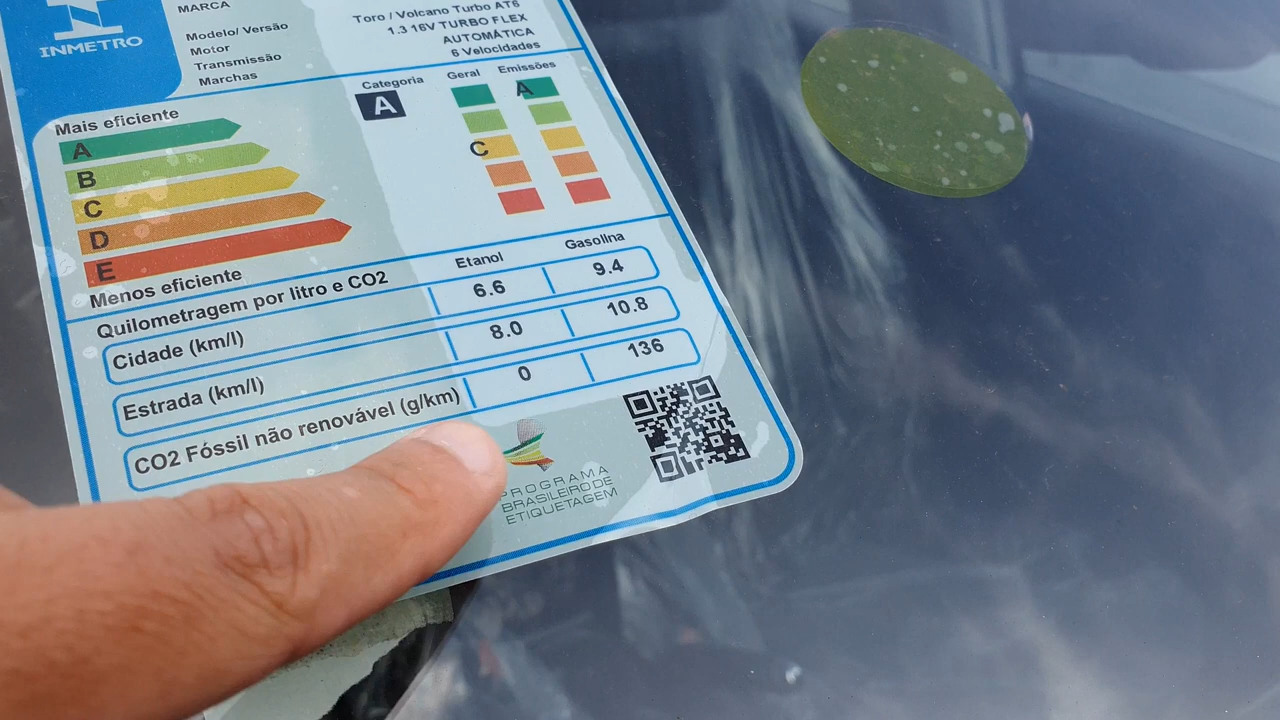 INMETRO
MARCA
Modelo/ Versão
Toro / Volcano Turbo AT6
Motor
1.3 16V TURBO FLEX
Transmissão
AUTOMÁTICA
Marchas
6 Velocidades
Mais eficiente
A
B
C
D
E
Menos eficiente
Categoria
A
Geral
C
Emissões
A
Quilometragem por litro e CO2
Etanol
Gasolina
Cidade (km/l)
6.6
9.4
Estrada (km/l)
8.0
10.8
CO2 Fóssil não renovável (g/km)
0
136
PROGRAMA
BRASILEIRO DE
ETIQUETAGEM